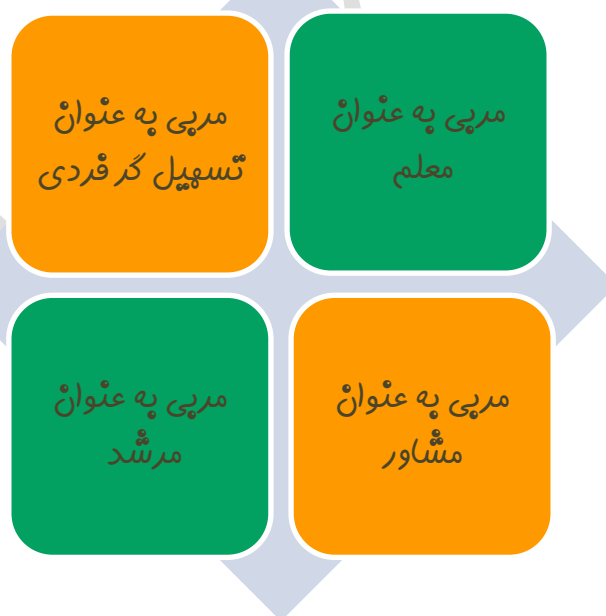 مربی به عنوان
معلم
مربی به عنوان
تسهیل گر فردی
مربی به عنوان
مشاور
مربی به عنوان
مرشد